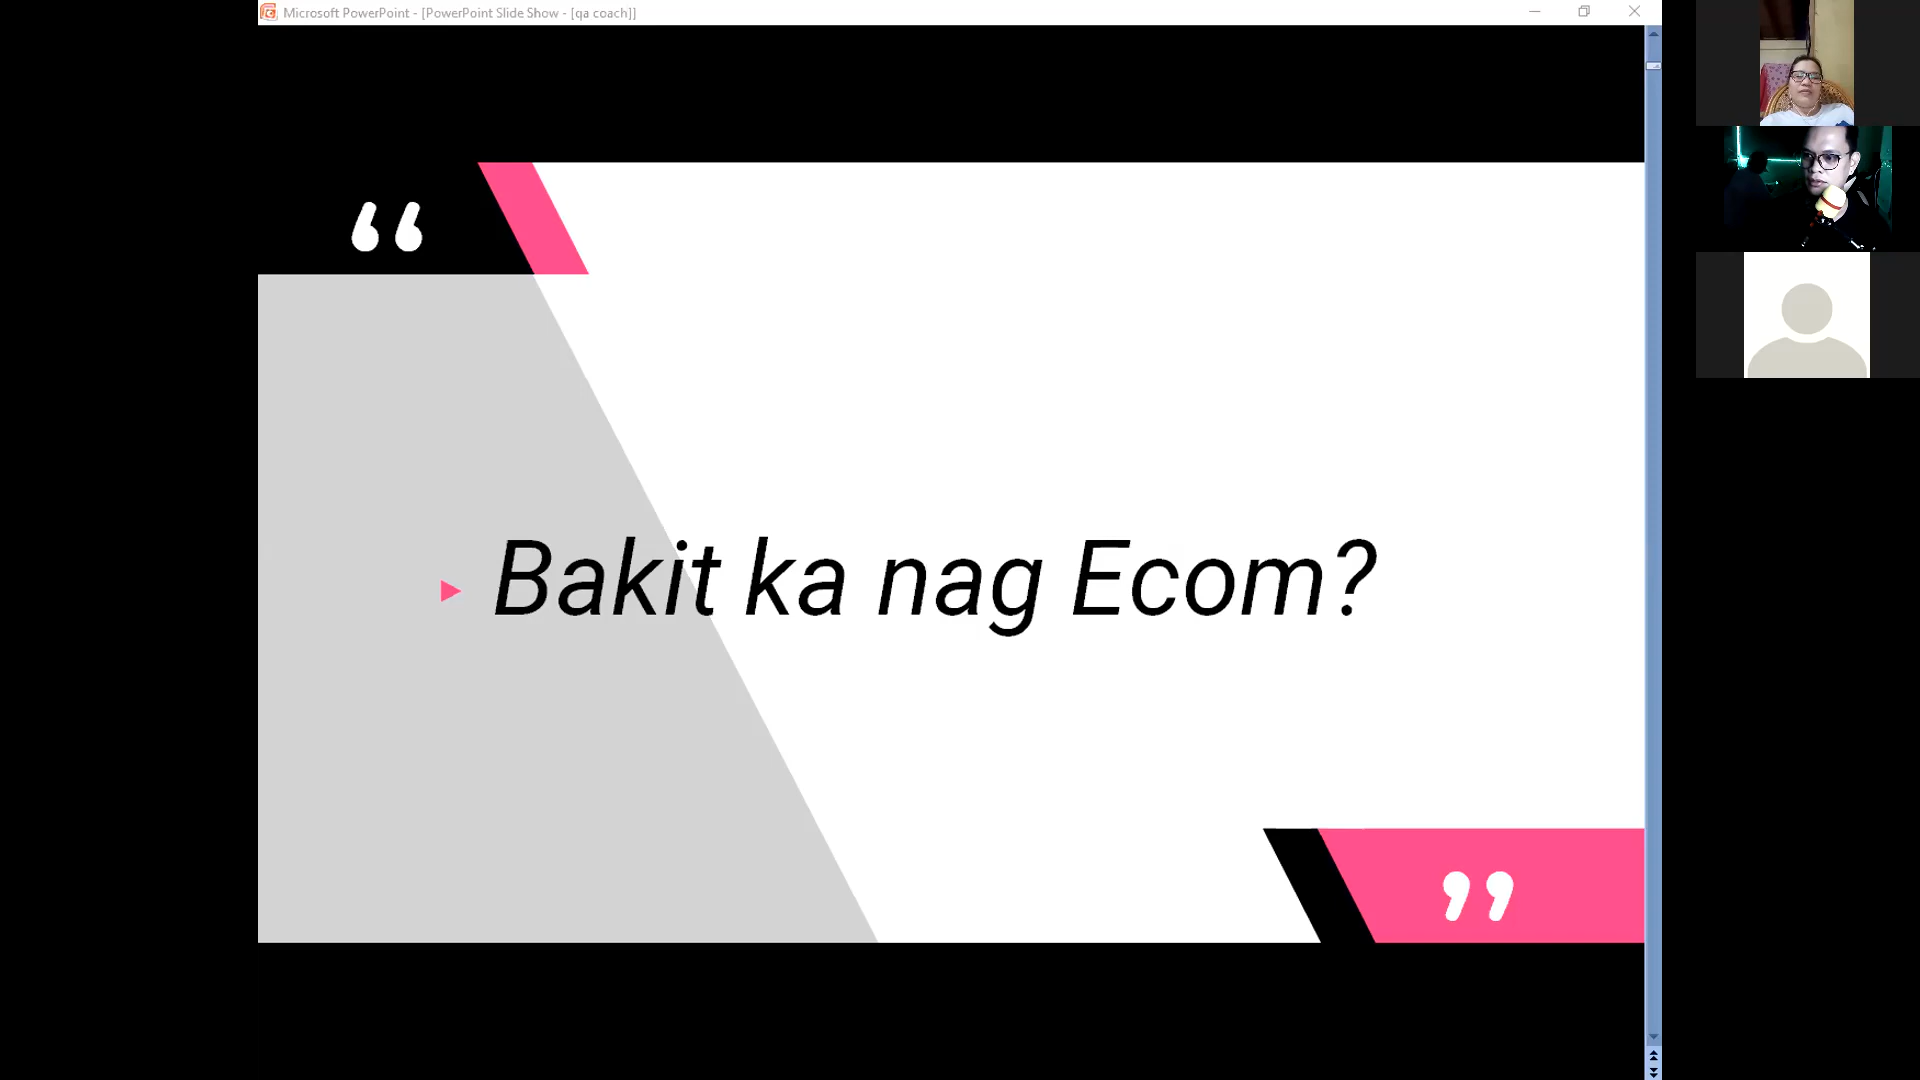 Microsoft PowerPoint - [PowerPoint Slide Show - [qa coach]]
“
Bakit ka nag Ecom?
”